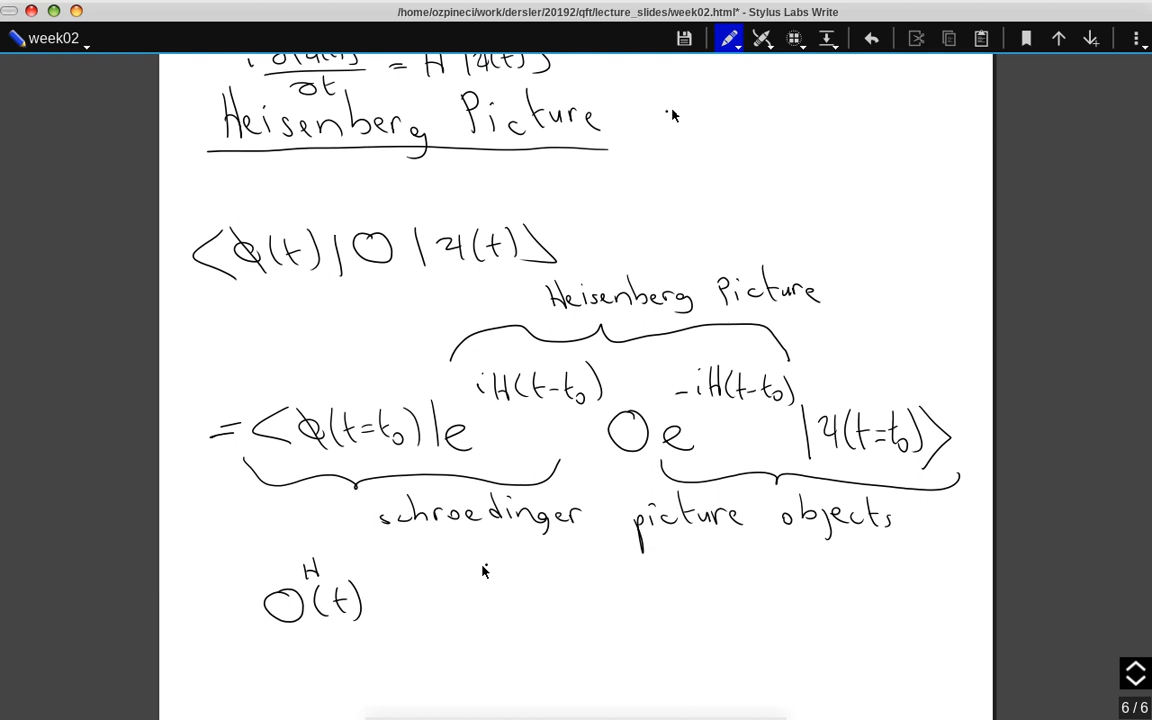 /home/ozpineci/work/dersler/20192/qft/lecture_slides/week02.html* - Stylus Labs Write
week02
i ∂|ψ(t)⟩/∂t = H |ψ(t)⟩
Heisenberg Picture
<φ(t)|O|ψ(t)>
Heisenberg Picture
= <φ(t=t₀)|e^{iH(t-t₀)} O e^{-iH(t-t₀)} |ψ(t=t₀)>
schroedinger picture objects
O^H(t)
6 / 6